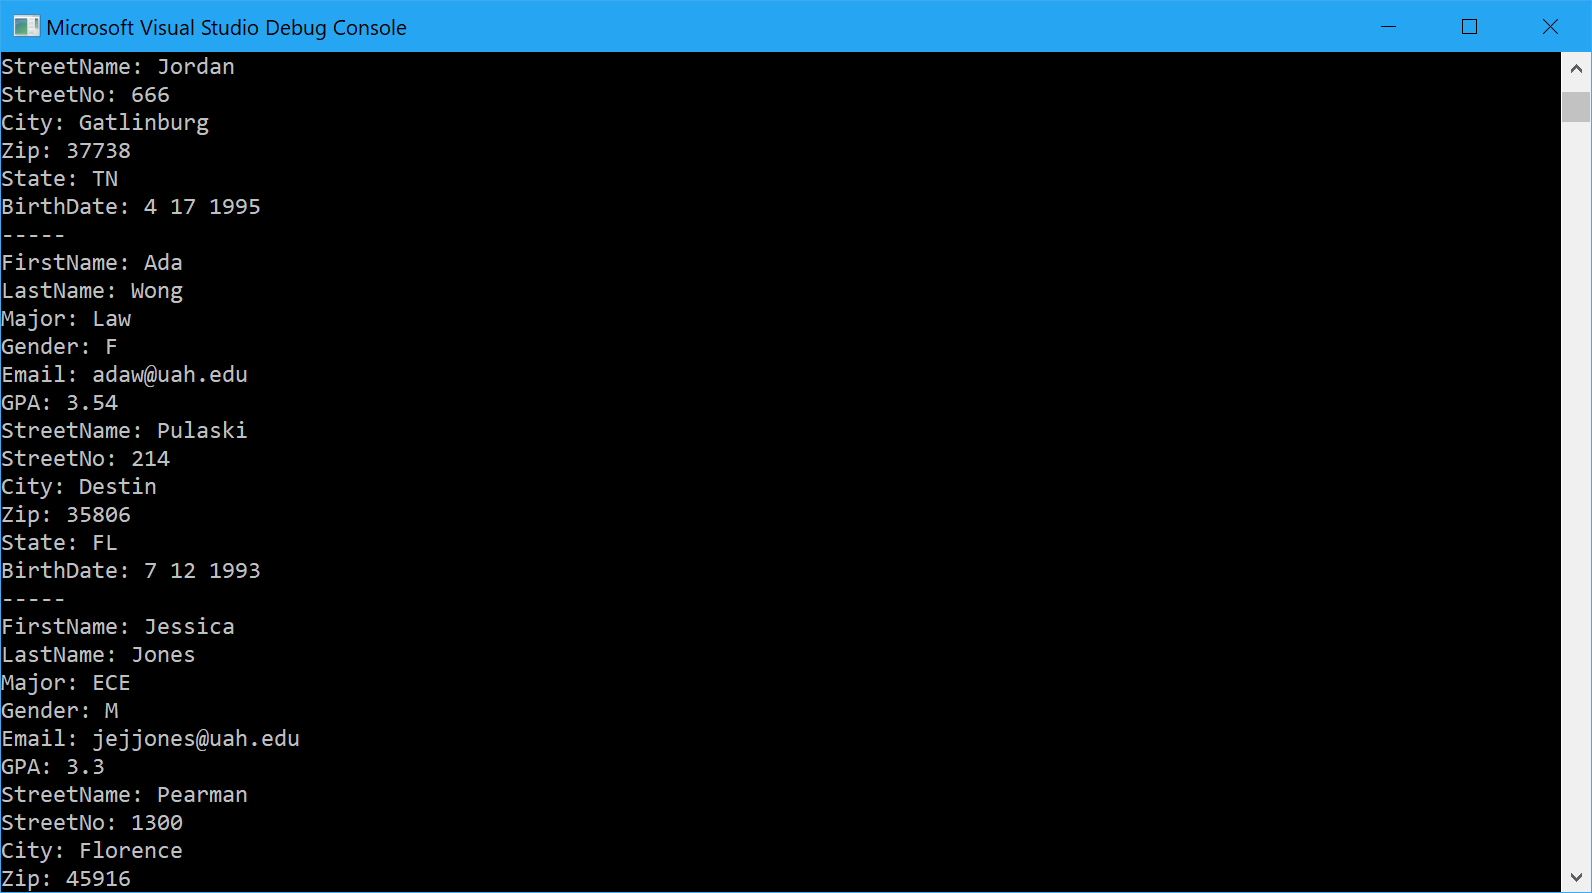 Microsoft Visual Studio Debug Console
StreetName: Jordan
StreetNo: 666
City: Gatlinburg
Zip: 37738
State: TN
BirthDate: 4 17 1995
-----
FirstName: Ada
LastName: Wong
Major: Law
Gender: F
Email: adaw@uah.edu
GPA: 3.54
StreetName: Pulaski
StreetNo: 214
City: Destin
Zip: 35806
State: FL
BirthDate: 7 12 1993
-----
FirstName: Jessica
LastName: Jones
Major: ECE
Gender: M
Email: jejjones@uah.edu
GPA: 3.3
StreetName: Pearman
StreetNo: 1300
City: Florence
Zip: 45916